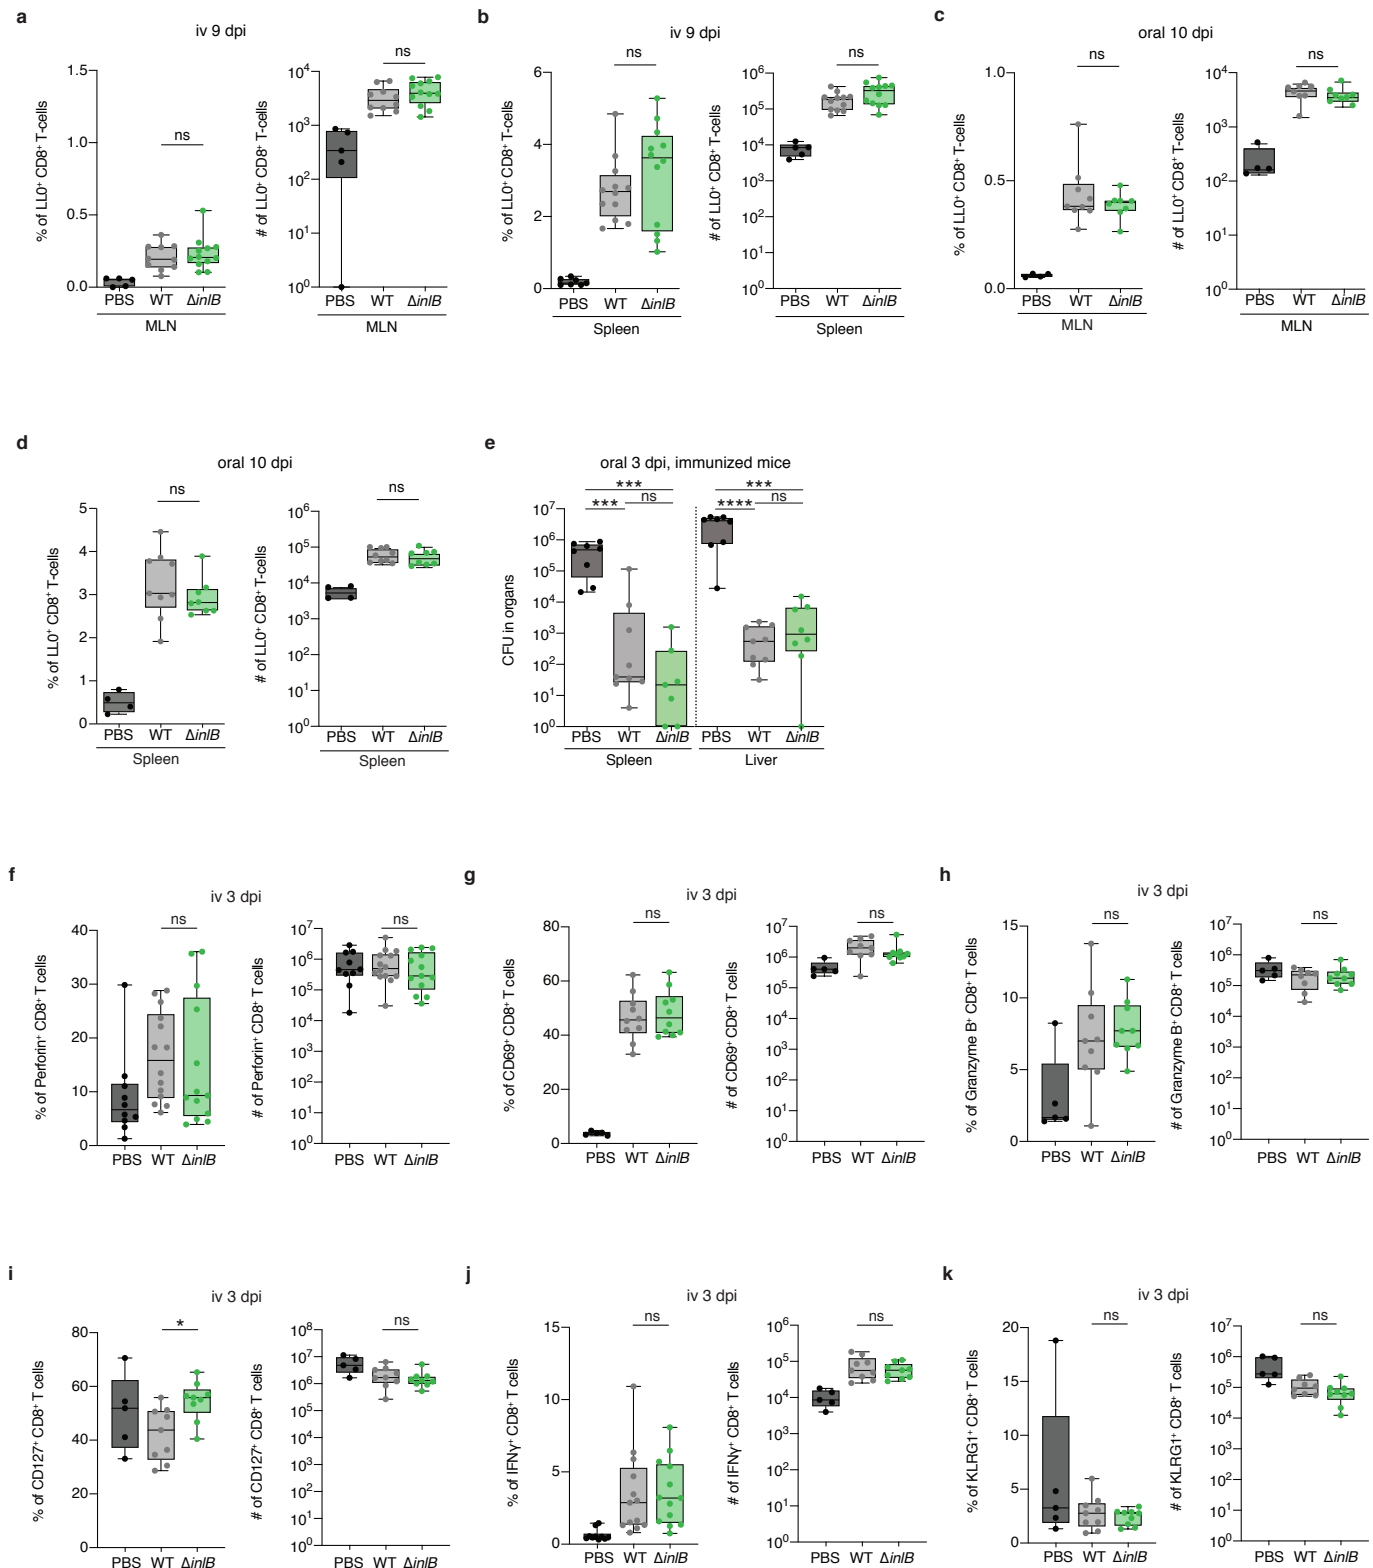 a
iv 9 dpi
% of LL0⁺ CD8⁺ T-cells
1.5
1.0
0.5
0.0
ns
PBS WT ΔinlB
MLN
# of LL0⁺ CD8⁺ T-cells
10⁴
10³
10²
10¹
10⁰
ns
PBS WT ΔinlB
MLN
b
iv 9 dpi
% of LL0⁺ CD8⁺ T-cells
6
4
2
0
ns
PBS WT ΔinlB
Spleen
# of LL0⁺ CD8⁺ T-cells
10⁶
10⁵
10⁴
10³
10²
10¹
10⁰
ns
PBS WT ΔinlB
Spleen
c
oral 10 dpi
% of LL0⁺ CD8⁺ T-cells
1.0
0.5
0.0
ns
PBS WT ΔinlB
MLN
# of LL0⁺ CD8⁺ T-cells
10⁴
10³
10²
10¹
10⁰
ns
PBS WT ΔinlB
MLN
d
oral 10 dpi
% of LL0⁺ CD8⁺ T-cells
5
4
3
2
1
0
ns
PBS WT ΔinlB
Spleen
# of LL0⁺ CD8⁺ T-cells
10⁶
10⁵
10⁴
10³
10²
10¹
10⁰
ns
PBS WT ΔinlB
Spleen
e
oral 3 dpi, immunized mice
CFU in organs
10⁷
10⁶
10⁵
10⁴
10³
10²
10¹
10⁰
*** ***
*** ns **** ns
PBS WT ΔinlB PBS WT ΔinlB
Spleen Liver
f
iv 3 dpi
% of Perforin⁺ CD8⁺ T cells
40
30
20
10
0
ns
PBS WT ΔinlB
# of Perforin⁺ CD8⁺ T cells
10⁷
10⁶
10⁵
10⁴
10³
10²
10¹
10⁰
ns
PBS WT ΔinlB
g
iv 3 dpi
% of CD69⁺ CD8⁺ T cells
80
60
40
20
0
ns
PBS WT ΔinlB
# of CD69⁺ CD8⁺ T cells
10⁷
10⁶
10⁵
10⁴
10³
10²
10¹
10⁰
ns
PBS WT ΔinlB
h
iv 3 dpi
% of Granzyme B⁺ CD8⁺ T cells
15
10
5
0
ns
PBS WT ΔinlB
# of Granzyme B⁺ CD8⁺ T cells
10⁷
10⁶
10⁵
10⁴
10³
10²
10¹
10⁰
ns
PBS WT ΔinlB
i
iv 3 dpi
% of CD127⁺ CD8⁺ T cells
80
60
40
20
0
*
PBS WT ΔinlB
# of CD127⁺ CD8⁺ T cells
10⁸
10⁷
10⁶
10⁵
10⁴
10³
10²
10¹
10⁰
ns
PBS WT ΔinlB
j
iv 3 dpi
% of IFNγ⁺ CD8⁺ T cells
15
10
5
0
ns
PBS WT ΔinlB
# of IFNγ⁺ CD8⁺ T cells
10⁶
10⁵
10⁴
10³
10²
10¹
10⁰
ns
PBS WT ΔinlB
k
iv 3 dpi
% of KLRG1⁺ CD8⁺ T cells
20
15
10
5
0
ns
PBS WT ΔinlB
# of KLRG1⁺ CD8⁺ T cells
10⁷
10⁶
10⁵
10⁴
10³
10²
10¹
10⁰
ns
PBS WT ΔinlB